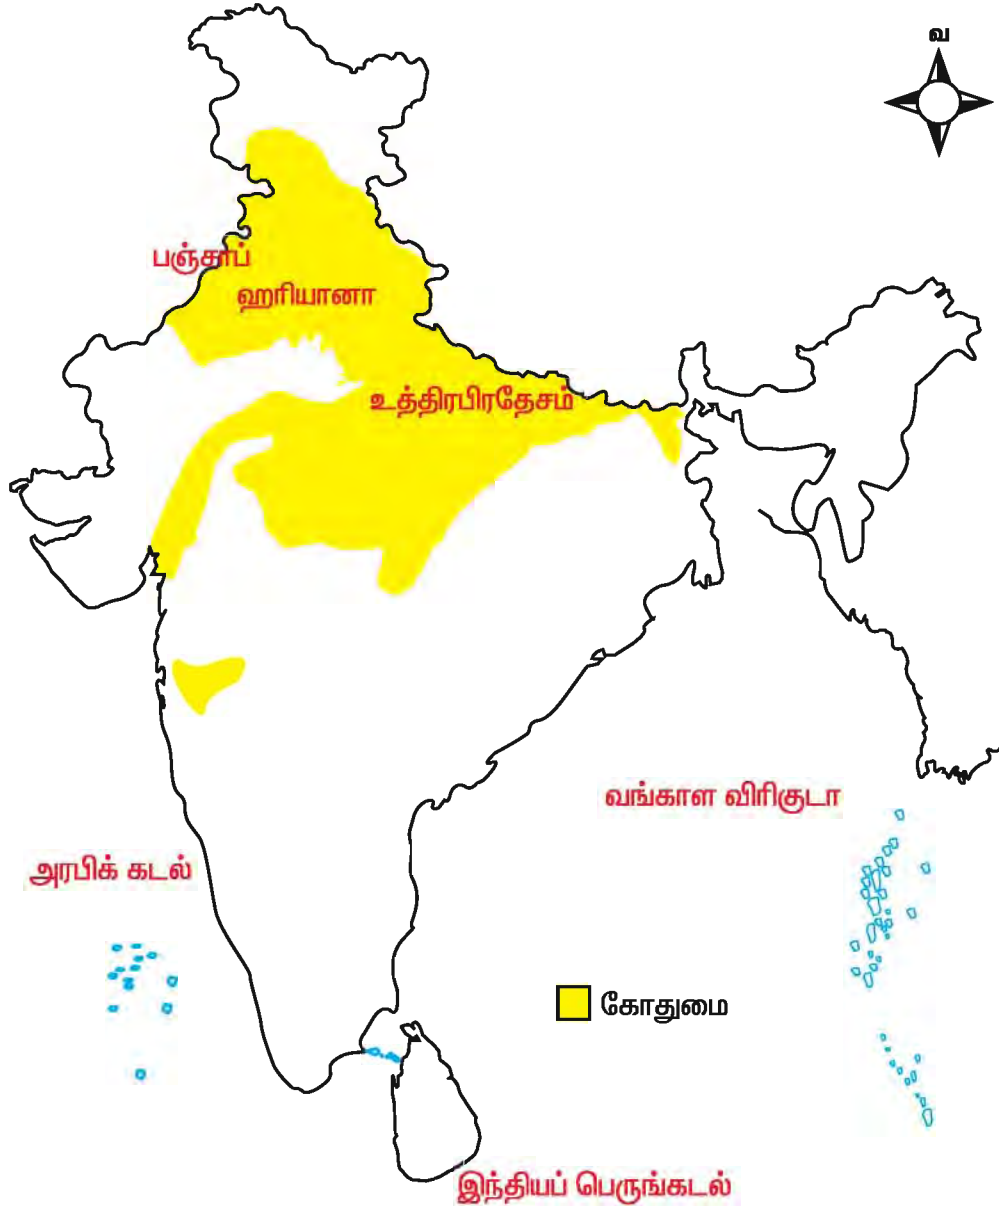 வ
பஞ்சாப்
ஹரியானா
உத்திரபிரதேசம்
வங்காள விரிகுடா
அரபிக் கடல்
கோதுமை
இந்தியப் பெருங்கடல்